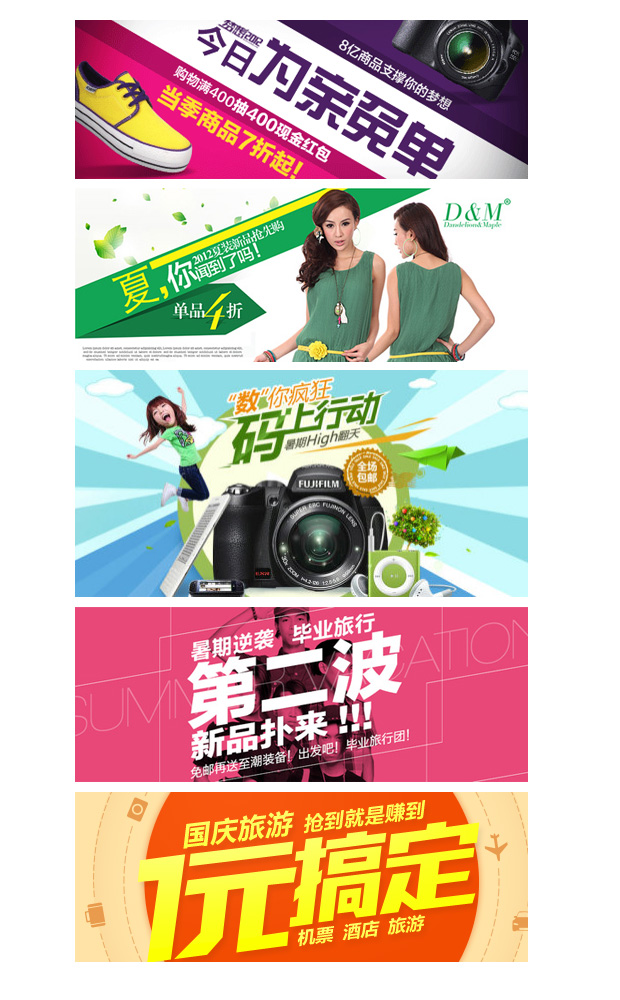 今日为亲免单
8亿商品支撑你的梦想
购物满400抽400现金红包
当季商品7折起!
D&M®
Dandelion&Maple
2012夏装新品抢先购
夏,你闻到了吗!
单品4折
“数”你疯狂
码上行动
暑期High翻天
全场
包邮
FUJIFILM
SUPER EBC FUJINON LENS
暑期逆袭 毕业旅行
第二波
新品扑来 !!!
免邮再送至潮装备! 出发吧! 毕业旅行团!
国庆旅游 抢到就是赚到
1元搞定
机票 酒店 旅游